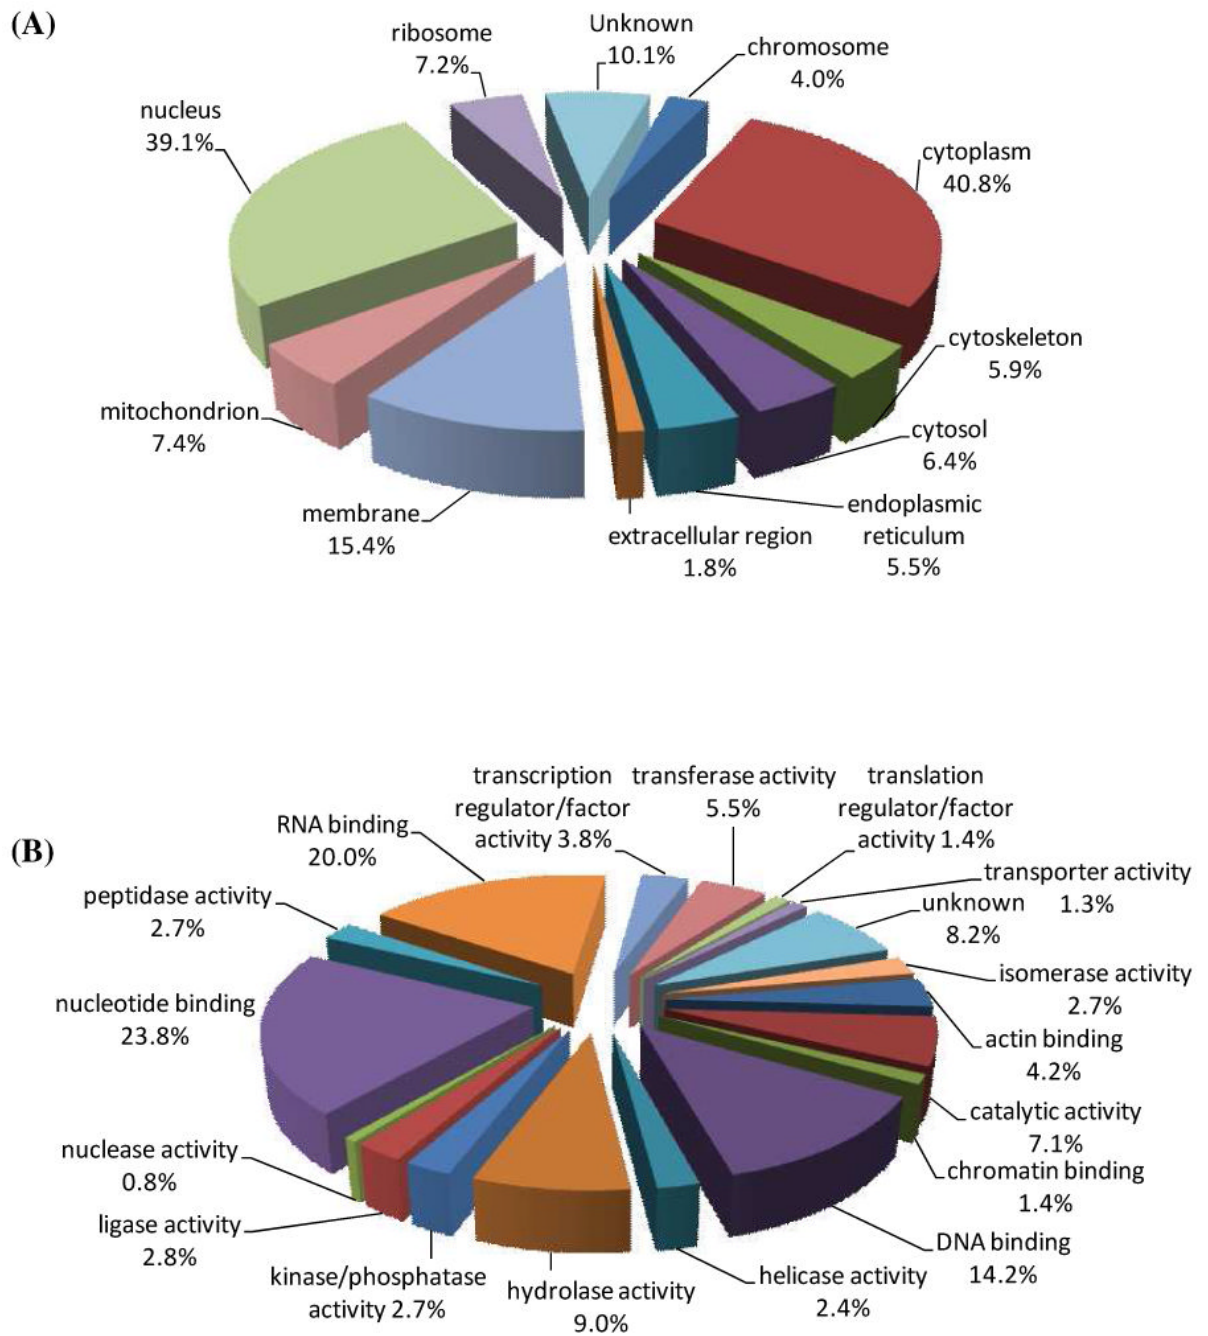 (A)
ribosome
7.2%
Unknown
10.1%
chromosome
4.0%
nucleus
39.1%
cytoplasm
40.8%
cytoskeleton
5.9%
mitochondrion
7.4%
cytosol
6.4%
membrane
15.4%
extracellular region
1.8%
endoplasmic
reticulum
5.5%
(B)
transcription
regulator/factor
activity 3.8%
transferase activity
5.5%
translation
regulator/factor
activity 1.4%
RNA binding
20.0%
transporter activity
1.3%
peptidase activity
2.7%
unknown
8.2%
nucleotide binding
23.8%
isomerase activity
2.7%
actin binding
4.2%
catalytic activity
7.1%
nuclease activity
0.8%
chromatin binding
1.4%
ligase activity
2.8%
DNA binding
14.2%
kinase/phosphatase
activity 2.7%
hydrolase activity
9.0%
helicase activity
2.4%